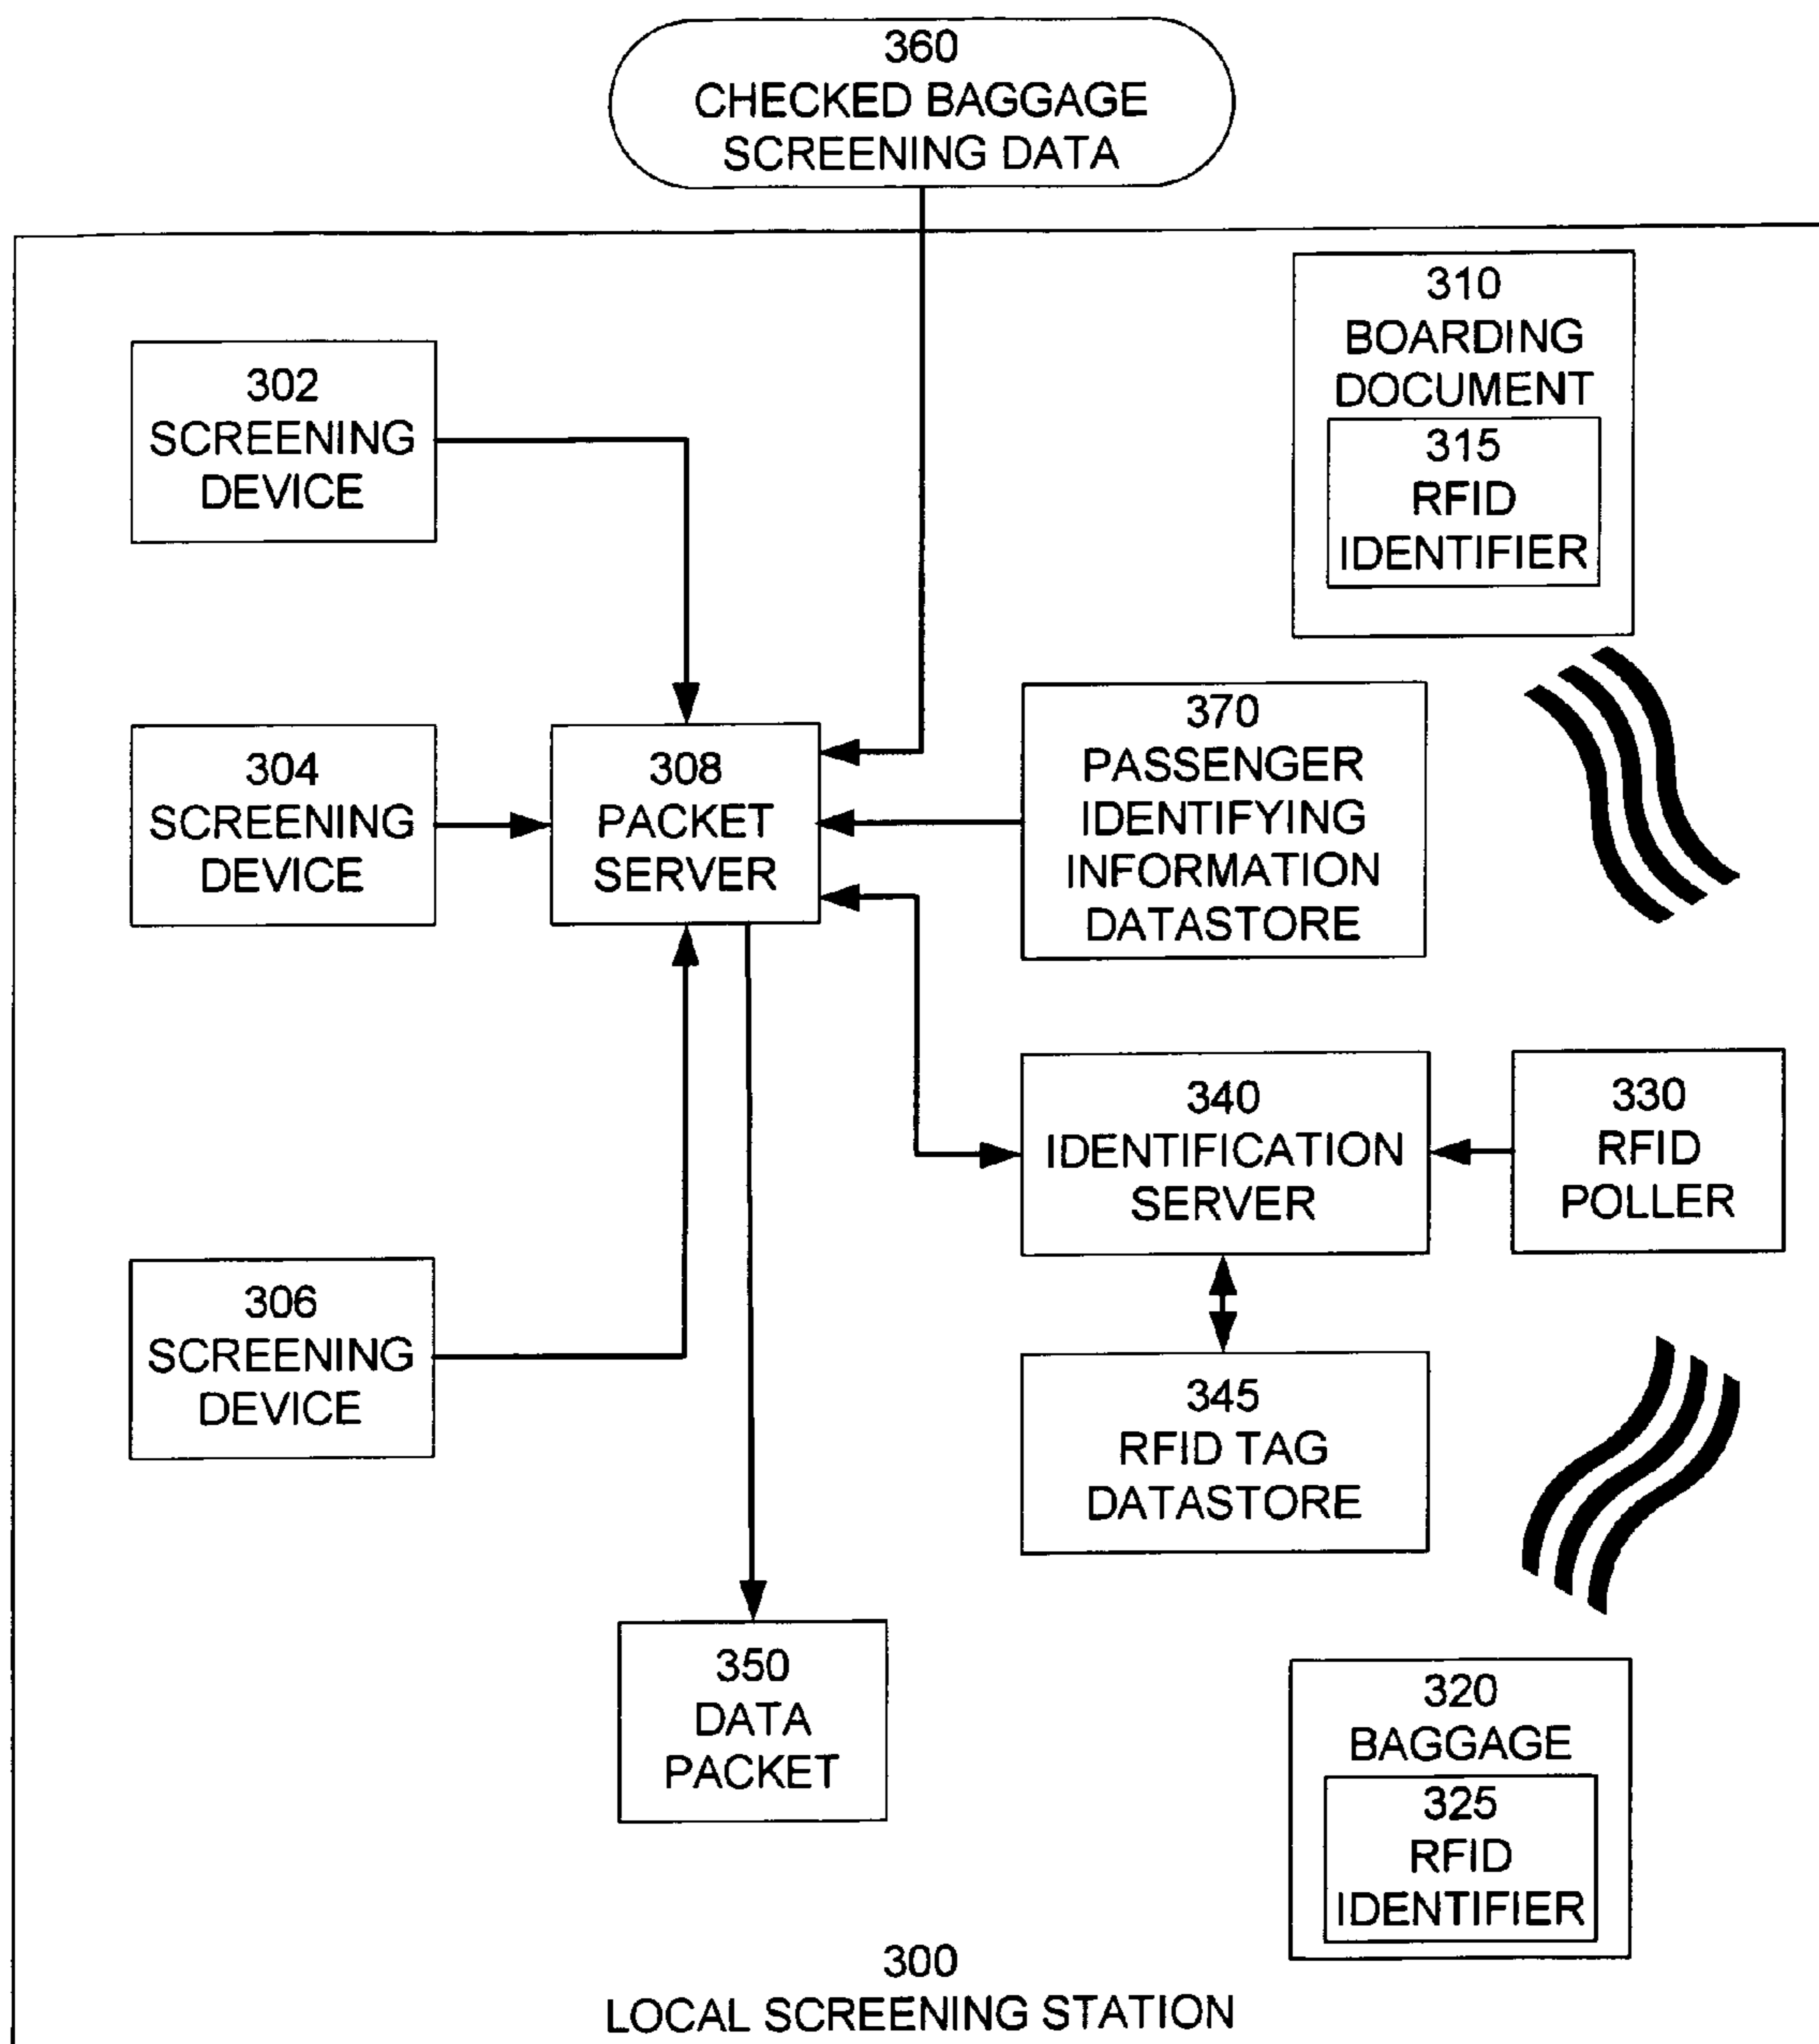 360
CHECKED BAGGAGE
SCREENING DATA
310
BOARDING
DOCUMENT
315
RFID
IDENTIFIER
302
SCREENING
DEVICE
304
SCREENING
DEVICE
308
PACKET
SERVER
370
PASSENGER
IDENTIFYING
INFORMATION
DATASTORE
340
IDENTIFICATION
SERVER
330
RFID
POLLER
306
SCREENING
DEVICE
345
RFID TAG
DATASTORE
350
DATA
PACKET
320
BAGGAGE
325
RFID
IDENTIFIER
300
LOCAL SCREENING STATION